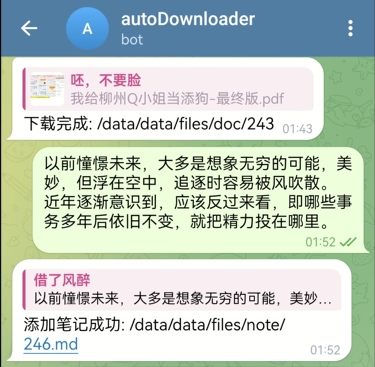 autoDownloader
A
bot
呸，不要脸
我给柳州Q小姐当添狗-最终版.pdf
下载完成: /data/data/files/doc/243
01:43
以前憧憬未来，大多是想象无穷的可能，美
妙，但浮在空中，追逐时容易被风吹散。
近年逐渐意识到，应该反过来看，即哪些事
务多年后依旧不变，就把精力投在哪里。
01:52
借了风醉
以前憧憬未来，大多是想象无穷的可能，美妙...
添加笔记成功: /data/data/files/note/
246.md
01:52